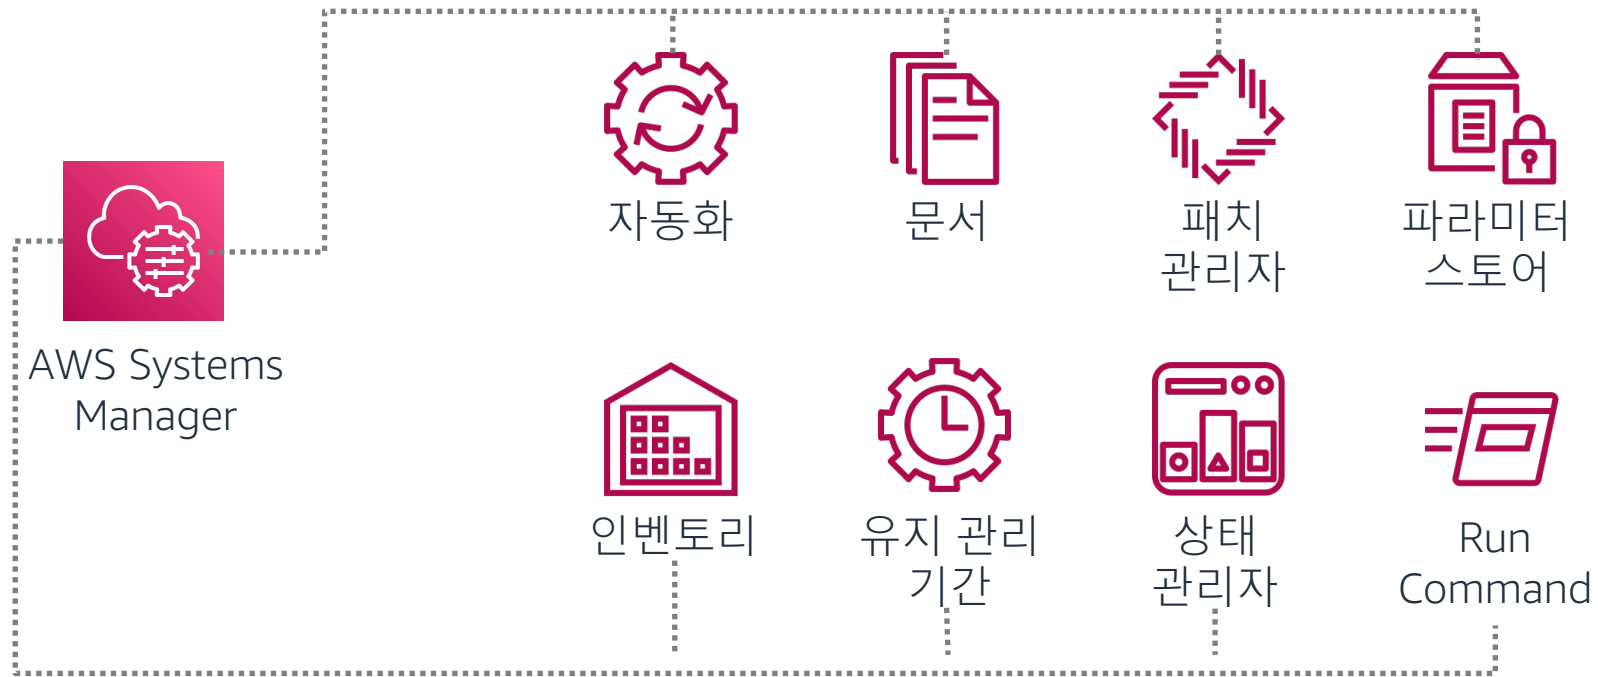 AWS Systems
Manager
자동화
문서
패치
관리자
파라미터
스토어
인벤토리
유지 관리
기간
상태
관리자
Run
Command